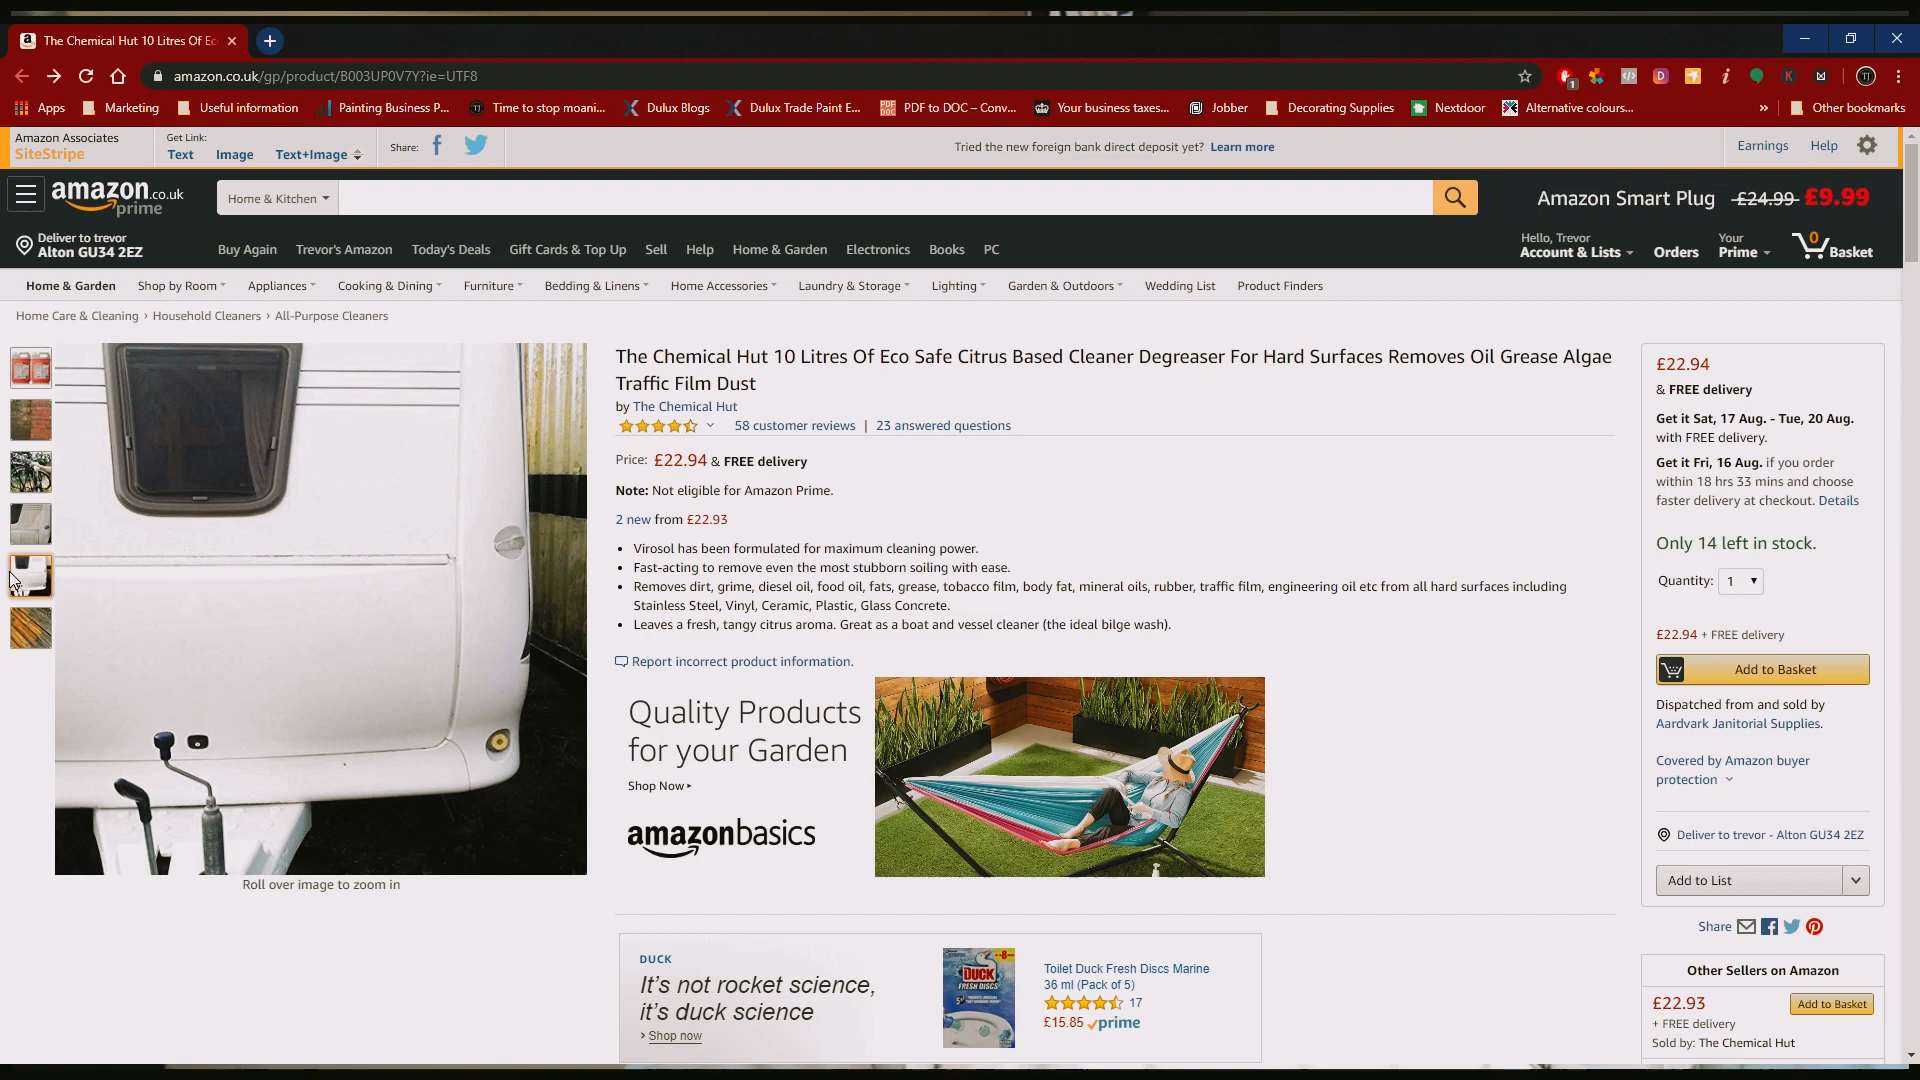 The Chemical Hut 10 Litres Of Ec
amazon.co.uk/gp/product/B003UP0V7Y?ie=UTF8
Apps Marketing Useful information Painting Business P... Time to stop moani... Dulux Blogs Dulux Trade Paint E... PDF to DOC – Conv... Your business taxes... Jobber Decorating Supplies Nextdoor Alternative colours... » Other bookmarks
Amazon Associates
SiteStripe
Get Link:
Text Image Text+Image
Share:
Tried the new foreign bank direct deposit yet? Learn more
Earnings Help
amazon.co.uk
prime
Home & Kitchen
Amazon Smart Plug £24.99 £9.99
Deliver to trevor
Alton GU34 2EZ
Buy Again Trevor's Amazon Today's Deals Gift Cards & Top Up Sell Help Home & Garden Electronics Books PC
Hello, Trevor
Account & Lists
Orders
Your
Prime
0
Basket
Home & Garden Shop by Room Appliances Cooking & Dining Furniture Bedding & Linens Home Accessories Laundry & Storage Lighting Garden & Outdoors Wedding List Product Finders
Home Care & Cleaning › Household Cleaners › All-Purpose Cleaners
Roll over image to zoom in
The Chemical Hut 10 Litres Of Eco Safe Citrus Based Cleaner Degreaser For Hard Surfaces Removes Oil Grease Algae
Traffic Film Dust
by The Chemical Hut
58 customer reviews | 23 answered questions
Price: £22.94 & FREE delivery
Note: Not eligible for Amazon Prime.
2 new from £22.93
• Virosol has been formulated for maximum cleaning power.
• Fast-acting to remove even the most stubborn soiling with ease.
• Removes dirt, grime, diesel oil, food oil, fats, grease, tobacco film, body fat, mineral oils, rubber, traffic film, engineering oil etc from all hard surfaces including
Stainless Steel, Vinyl, Ceramic, Plastic, Glass Concrete.
• Leaves a fresh, tangy citrus aroma. Great as a boat and vessel cleaner (the ideal bilge wash).
Report incorrect product information.
Quality Products
for your Garden
Shop Now
amazonbasics
DUCK
It's not rocket science,
it's duck science
› Shop now
DUCK
FRESH DISCS
Toilet Duck Fresh Discs Marine
36 ml (Pack of 5)
17
£15.85 prime
£22.94
& FREE delivery
Get it Sat, 17 Aug. - Tue, 20 Aug.
with FREE delivery.
Get it Fri, 16 Aug. if you order
within 18 hrs 33 mins and choose
faster delivery at checkout. Details
Only 14 left in stock.
Quantity: 1
£22.94 + FREE delivery
Add to Basket
Dispatched from and sold by
Aardvark Janitorial Supplies.
Covered by Amazon buyer
protection
Deliver to trevor - Alton GU34 2EZ
Add to List
Share
Other Sellers on Amazon
£22.93
Add to Basket
+ FREE delivery
Sold by: The Chemical Hut